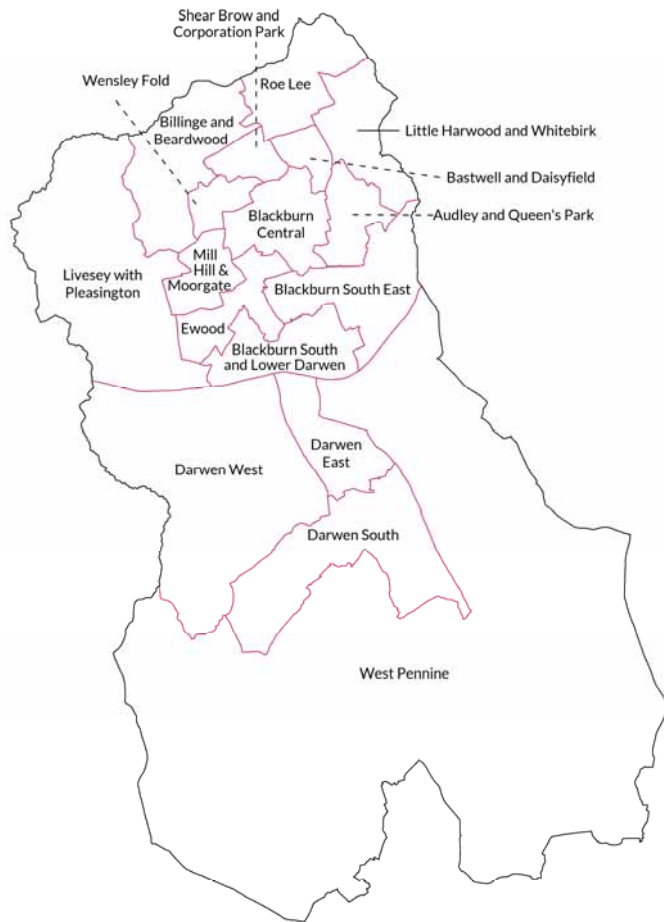 Shear Brow and
Corporation Park
Wensley Fold
Roe Lee
Billinge and
Beardwood
Little Harwood and Whitebirk
Bastwell and Daisyfield
Audley and Queen's Park
Blackburn
Central
Mill
Hill &
Moorgate
Livesey with
Pleasington
Blackburn South East
Ewood
Blackburn South
and Lower Darwen
Darwen
East
Darwen West
Darwen South
West Pennine